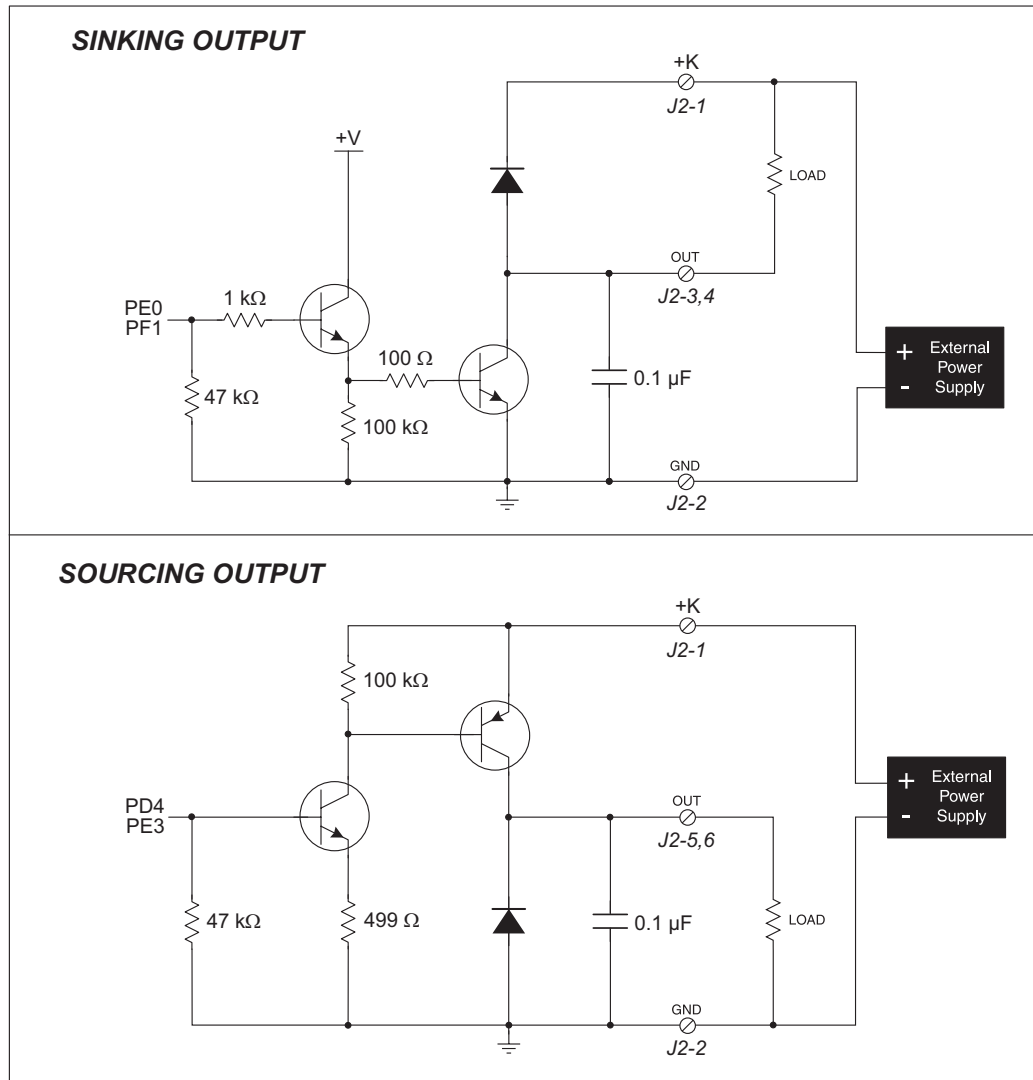 SINKING OUTPUT
+K
J2-1
+V
LOAD
OUT
J2-3,4
PE0
PF1
1 kΩ
100 Ω
47 kΩ
100 kΩ
0.1 µF
+ External
Power
- Supply
GND
J2-2
SOURCING OUTPUT
+K
J2-1
100 kΩ
+ External
Power
- Supply
PD4
PE3
OUT
J2-5,6
47 kΩ
499 Ω
0.1 µF
LOAD
GND
J2-2